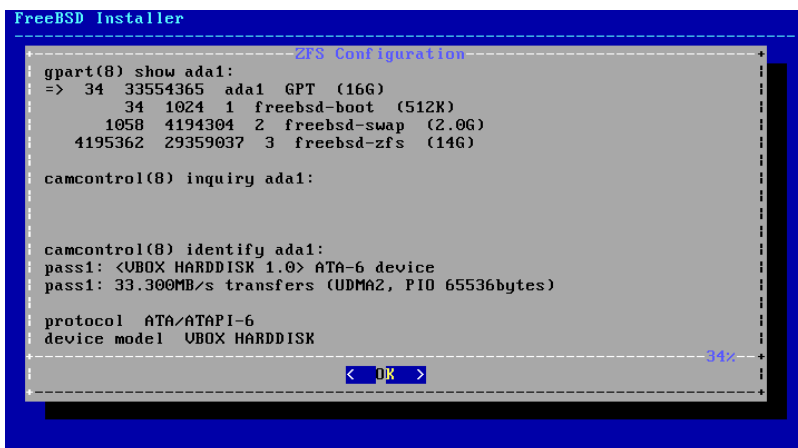 FreeBSD Installer
ZFS Configuration
gpart(8) show ada1:
=> 34 33554365 ada1 GPT (16G)
34 1024 1 freebsd-boot (512K)
1058 4194304 2 freebsd-swap (2.0G)
4195362 29359037 3 freebsd-zfs (14G)
camcontrol(8) inquiry ada1:
camcontrol(8) identify ada1:
pass1: <VBOX HARDDISK 1.0> ATA-6 device
pass1: 33.300MB/s transfers (UDMA2, PIO 65536bytes)
protocol ATA/ATAPI-6
device model VBOX HARDDISK
34%
< OK >